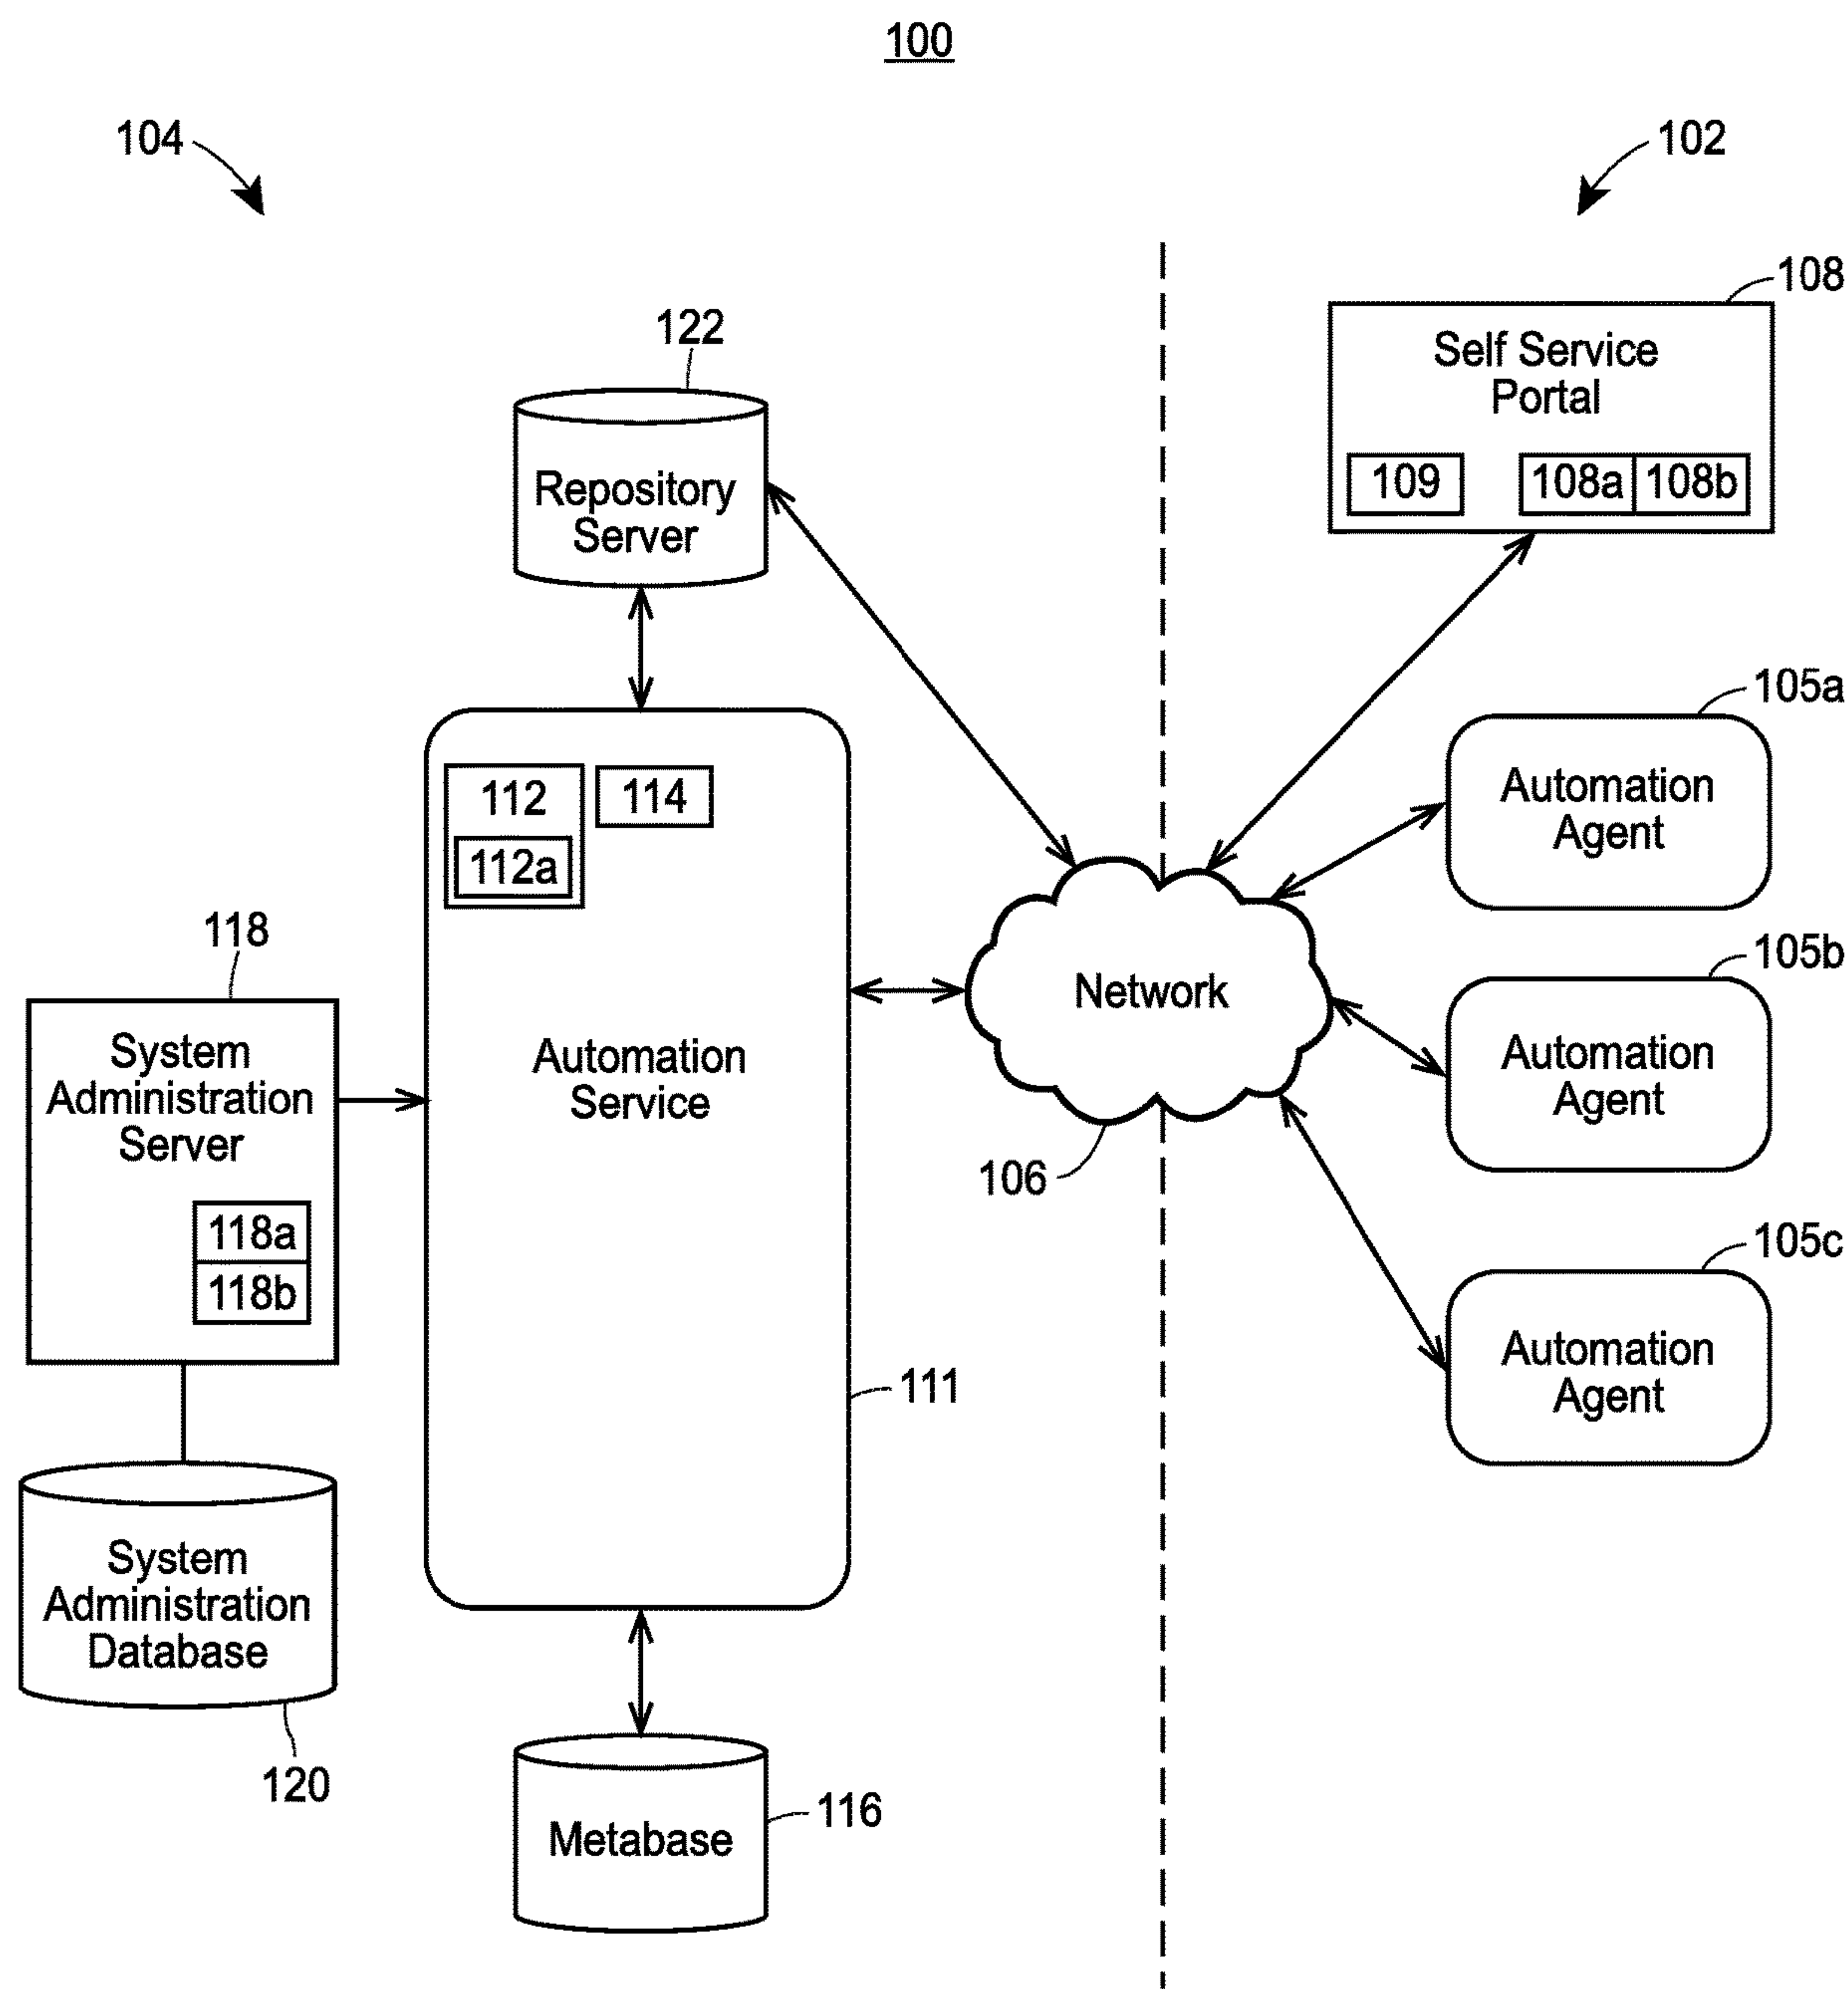 100
104
102
108
122
Self Service
Portal
109
108a
108b
Repository
Server
105a
Automation
Agent
112
114
112a
118
105b
Network
Automation
Agent
System
Administration
Server
Automation
Service
106
118a
118b
105c
Automation
Agent
111
System
Administration
Database
120
116
Metabase